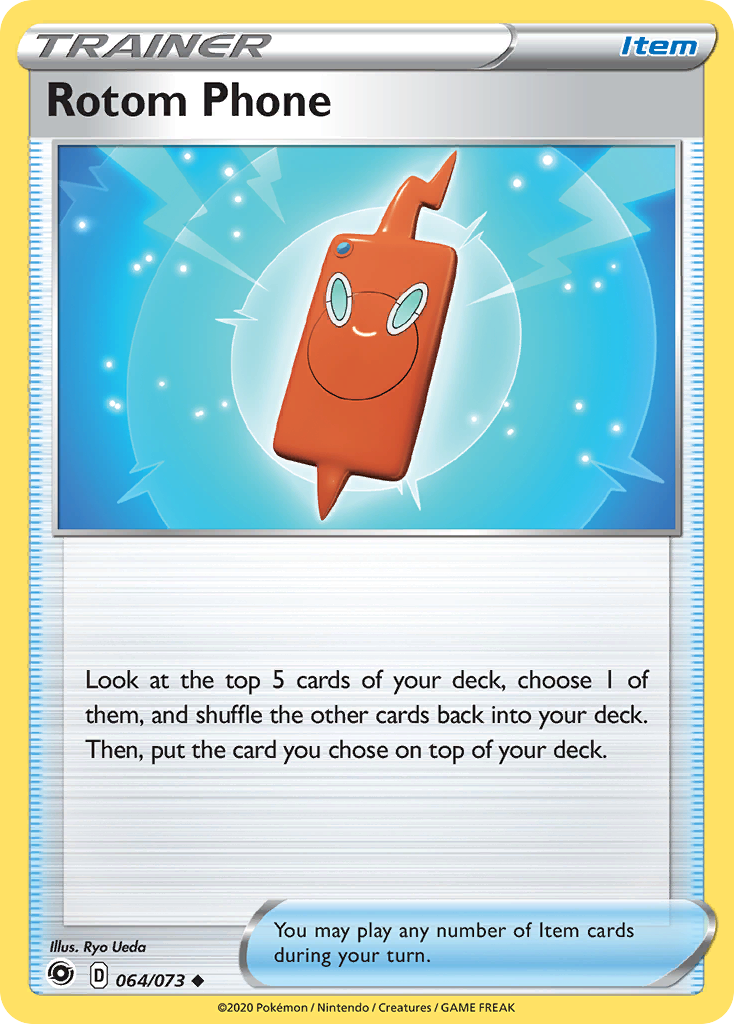 TRAINER
Item
Rotom Phone
Look at the top 5 cards of your deck, choose 1 of
them, and shuffle the other cards back into your deck.
Then, put the card you chose on top of your deck.
Illus. Ryo Ueda
You may play any number of Item cards
during your turn.
D 064/073
©2020 Pokémon / Nintendo / Creatures / GAME FREAK